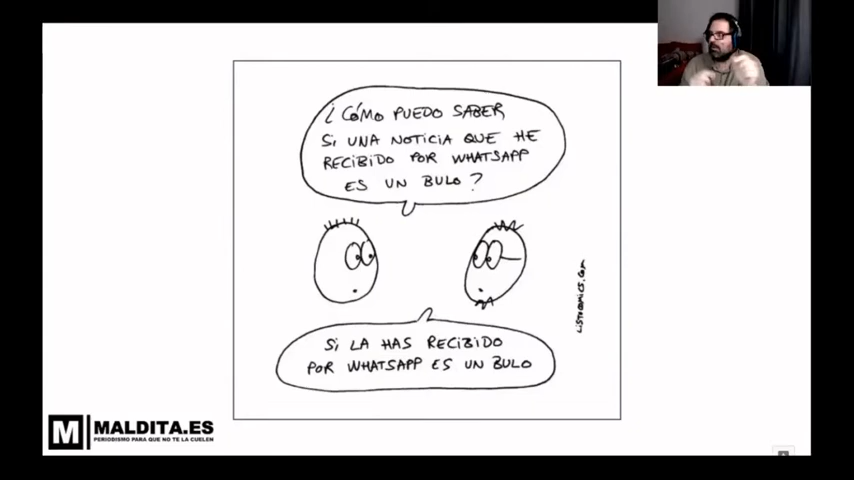 ¿CÓMO PUEDO SABER
SI UNA NOTICIA QUE HE
RECIBIDO POR WHATSAPP
ES UN BULO?
LISTOCOMICS.COM
SI LA HAS RECIBIDO
POR WHATSAPP ES UN BULO
M MALDITA.ES
PERIODISMO PARA QUE NO TE LA CUELEN